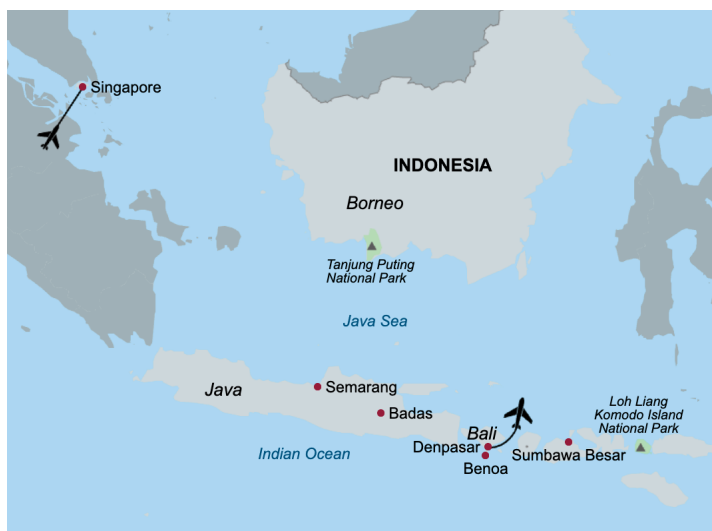 Singapore
INDONESIA
Borneo
Tanjung Puting
National Park
Java Sea
Java
Semarang
Badas
Loh Liang
Komodo Island
National Park
Bali
Denpasar
Benoa
Sumbawa Besar
Indian Ocean